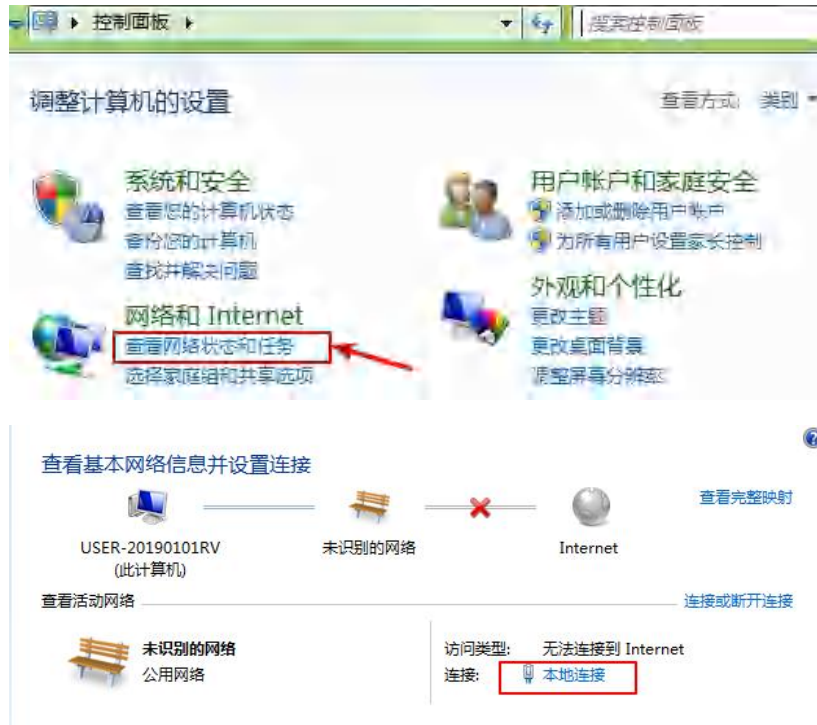 控制面板
搜索控制面板
调整计算机的设置
查看方式: 类别
系统和安全
查看您的计算机状态
备份您的计算机
查找并解决问题
用户帐户和家庭安全
添加或删除用户帐户
为所有用户设置家长控制
网络和 Internet
查看网络状态和任务
选择家庭组和共享选项
外观和个性化
更改主题
更改桌面背景
调整屏幕分辨率
查看基本网络信息并设置连接
查看完整映射
USER-20190101RV
(此计算机)
未识别的网络
Internet
查看活动网络
连接或断开连接
未识别的网络
公用网络
访问类型: 无法连接到 Internet
连接: 本地连接